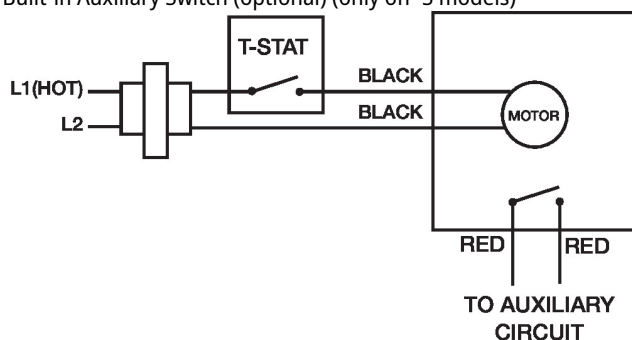 Built-in Auxiliary Switch (optional) (only on -S models)
T-STAT
L1(HOT)
BLACK
L2
BLACK
MOTOR
RED
RED
TO AUXILIARY
CIRCUIT